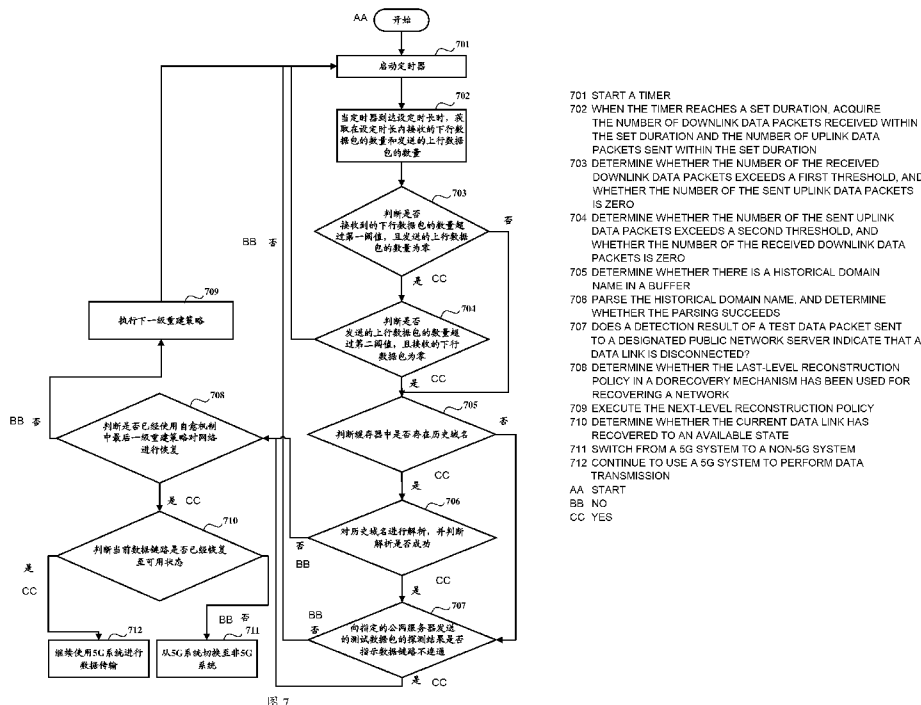 AA 开始
701
启动定时器
702
当定时器到达设定时长时，获
取在设定时长内接收的下行数
据包的数量和发送的上行数据
包的数量
703
判断是否
接收到的下行数据包的数量超
过第一阈值，且发送的上行数据
包的数量为零
否
BB 否
是 CC
704
判断是否
发送的上行数据包的数量超
过第二阈值，且接收的下行
数据包为零
CC
是
705
判断缓存器中是否存在历史域名
否
是 CC
706
对历史域名进行解析，并判断
解析是否成功
否
BB
CC
是
707
向指定的公网服务器发送
的测试数据包的探测结果是否
指示数据链路不连通
BB
否
是 CC
709
执行下一级重建策略
708
BB 否
判断是否已经使用自愈机制
中最后一级重建策略对网络
进行恢复
是 CC
710
判断当前数据链路是否已经恢复
至可用状态
是
CC
BB 否
712
继续使用5G系统进行
数据传输
711
从5G系统切换至非5G
系统
图 7
701 START A TIMER
702 WHEN THE TIMER REACHES A SET DURATION, ACQUIRE
THE NUMBER OF DOWNLINK DATA PACKETS RECEIVED WITHIN
THE SET DURATION AND THE NUMBER OF UPLINK DATA
PACKETS SENT WITHIN THE SET DURATION
703 DETERMINE WHETHER THE NUMBER OF THE RECEIVED
DOWNLINK DATA PACKETS EXCEEDS A FIRST THRESHOLD, AND
WHETHER THE NUMBER OF THE SENT UPLINK DATA PACKETS
IS ZERO
704 DETERMINE WHETHER THE NUMBER OF THE SENT UPLINK
DATA PACKETS EXCEEDS A SECOND THRESHOLD, AND
WHETHER THE NUMBER OF THE RECEIVED DOWNLINK DATA
PACKETS IS ZERO
705 DETERMINE WHETHER THERE IS A HISTORICAL DOMAIN
NAME IN A BUFFER
706 PARSE THE HISTORICAL DOMAIN NAME, AND DETERMINE
WHETHER THE PARSING SUCCEEDS
707 DOES A DETECTION RESULT OF A TEST DATA PACKET SENT
TO A DESIGNATED PUBLIC NETWORK SERVER INDICATE THAT A
DATA LINK IS DISCONNECTED?
708 DETERMINE WHETHER THE LAST-LEVEL RECONSTRUCTION
POLICY IN A DORECOVERY MECHANISM HAS BEEN USED FOR
RECOVERING A NETWORK
709 EXECUTE THE NEXT-LEVEL RECONSTRUCTION POLICY
710 DETERMINE WHETHER THE CURRENT DATA LINK HAS
RECOVERED TO AN AVAILABLE STATE
711 SWITCH FROM A 5G SYSTEM TO A NON-5G SYSTEM
712 CONTINUE TO USE A 5G SYSTEM TO PERFORM DATA
TRANSMISSION
AA START
BB NO
CC YES